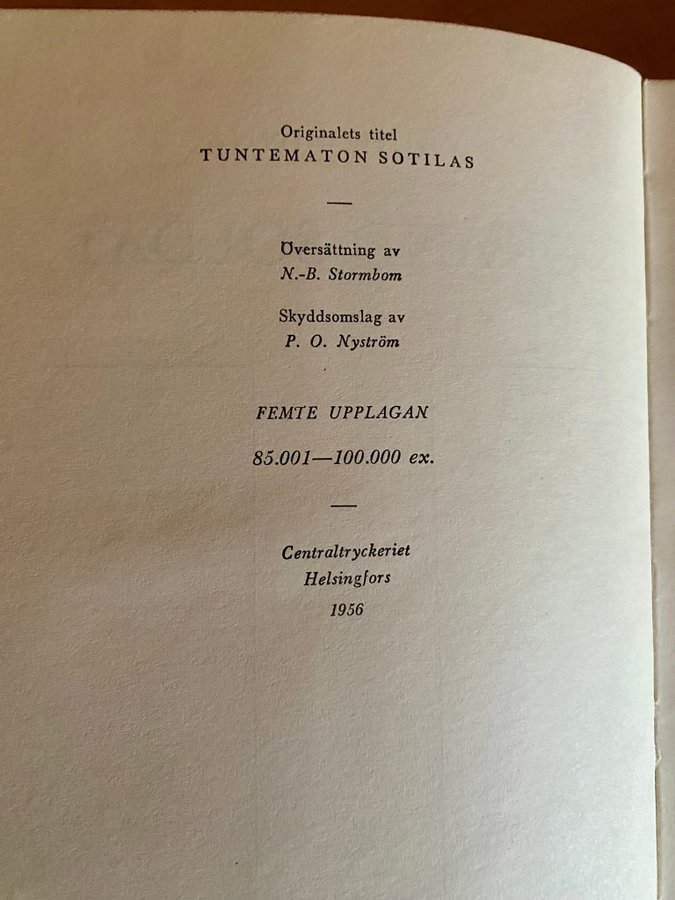 Originalets titel
TUNTEMATON SOTILAS
Översättning av
N.-B. Stormbom
Skyddsomslag av
P. O. Nyström
FEMTE UPPLAGAN
85.001—100.000 ex.
Centraltryckeriet
Helsingfors
1956